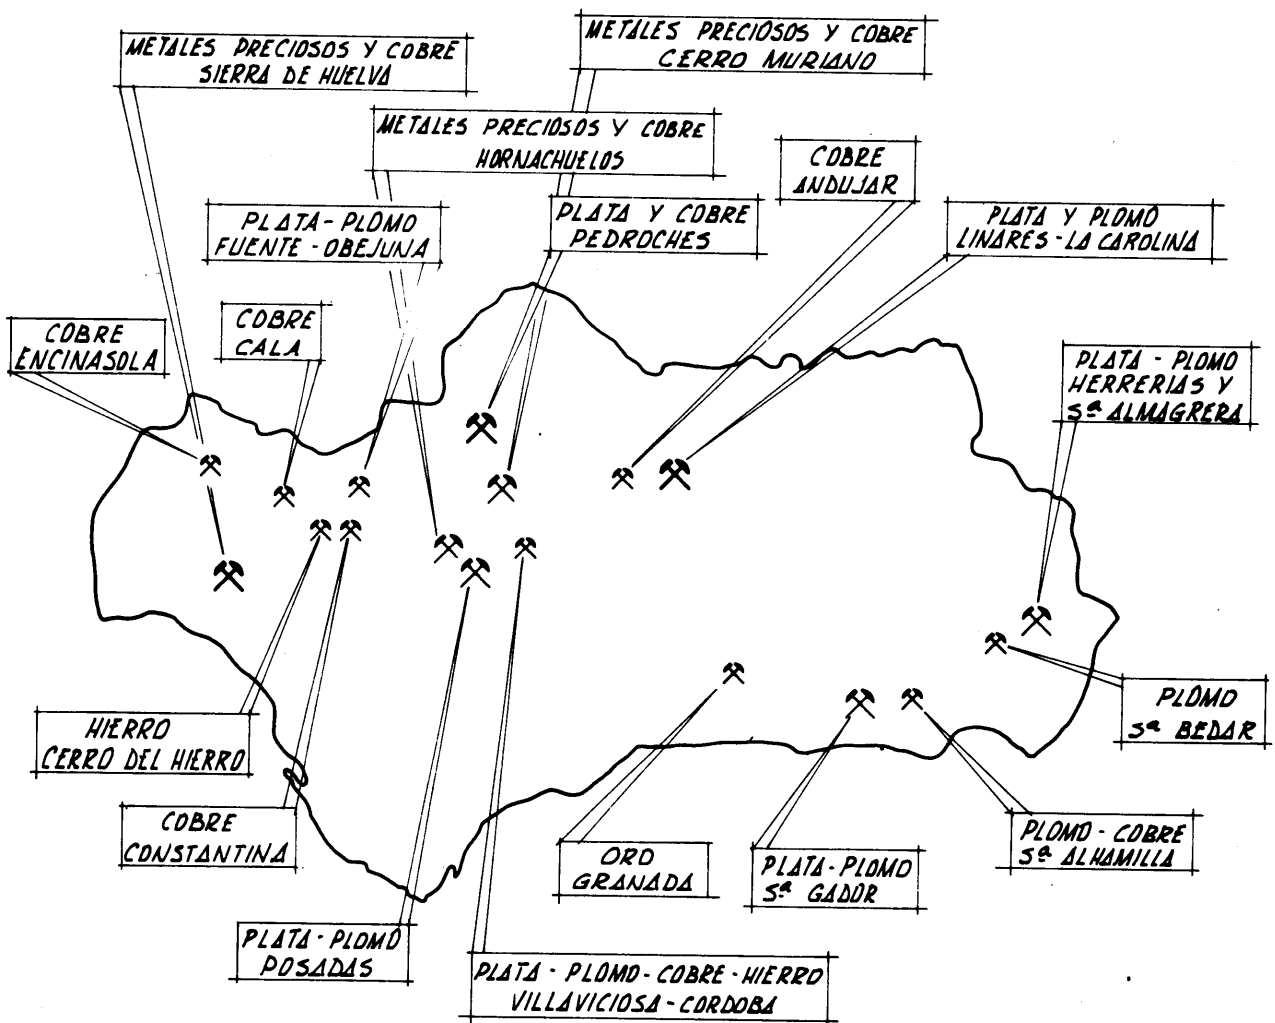 METALES PRECIOSOS Y COBRE
SIERRA DE HUELVA
METALES PRECIOSOS Y COBRE
CERRO MURIANO
METALES PRECIOSOS Y COBRE
HORNACHUELOS
COBRE
ANDUJAR
PLATA-PLOMO
FUENTE-OBEJUNA
PLATA Y COBRE
PEDROCHES
PLATA Y PLOMO
LINARES-LA CAROLINA
COBRE
ENCINASOLA
COBRE
CALA
PLATA - PLOMO
HERRERIAS Y
Sª ALMAGRERA
HIERRO
CERRO DEL HIERRO
PLOMO
Sª BEDAR
COBRE
CONSTANTINA
ORO
GRANADA
PLATA-PLOMO
Sª GADOR
PLOMO-COBRE
Sª ALHAMILLA
PLATA-PLOMO
POSADAS
PLATA-PLOMO-COBRE-HIERRO
VILLAVICIOSA-CORDOBA